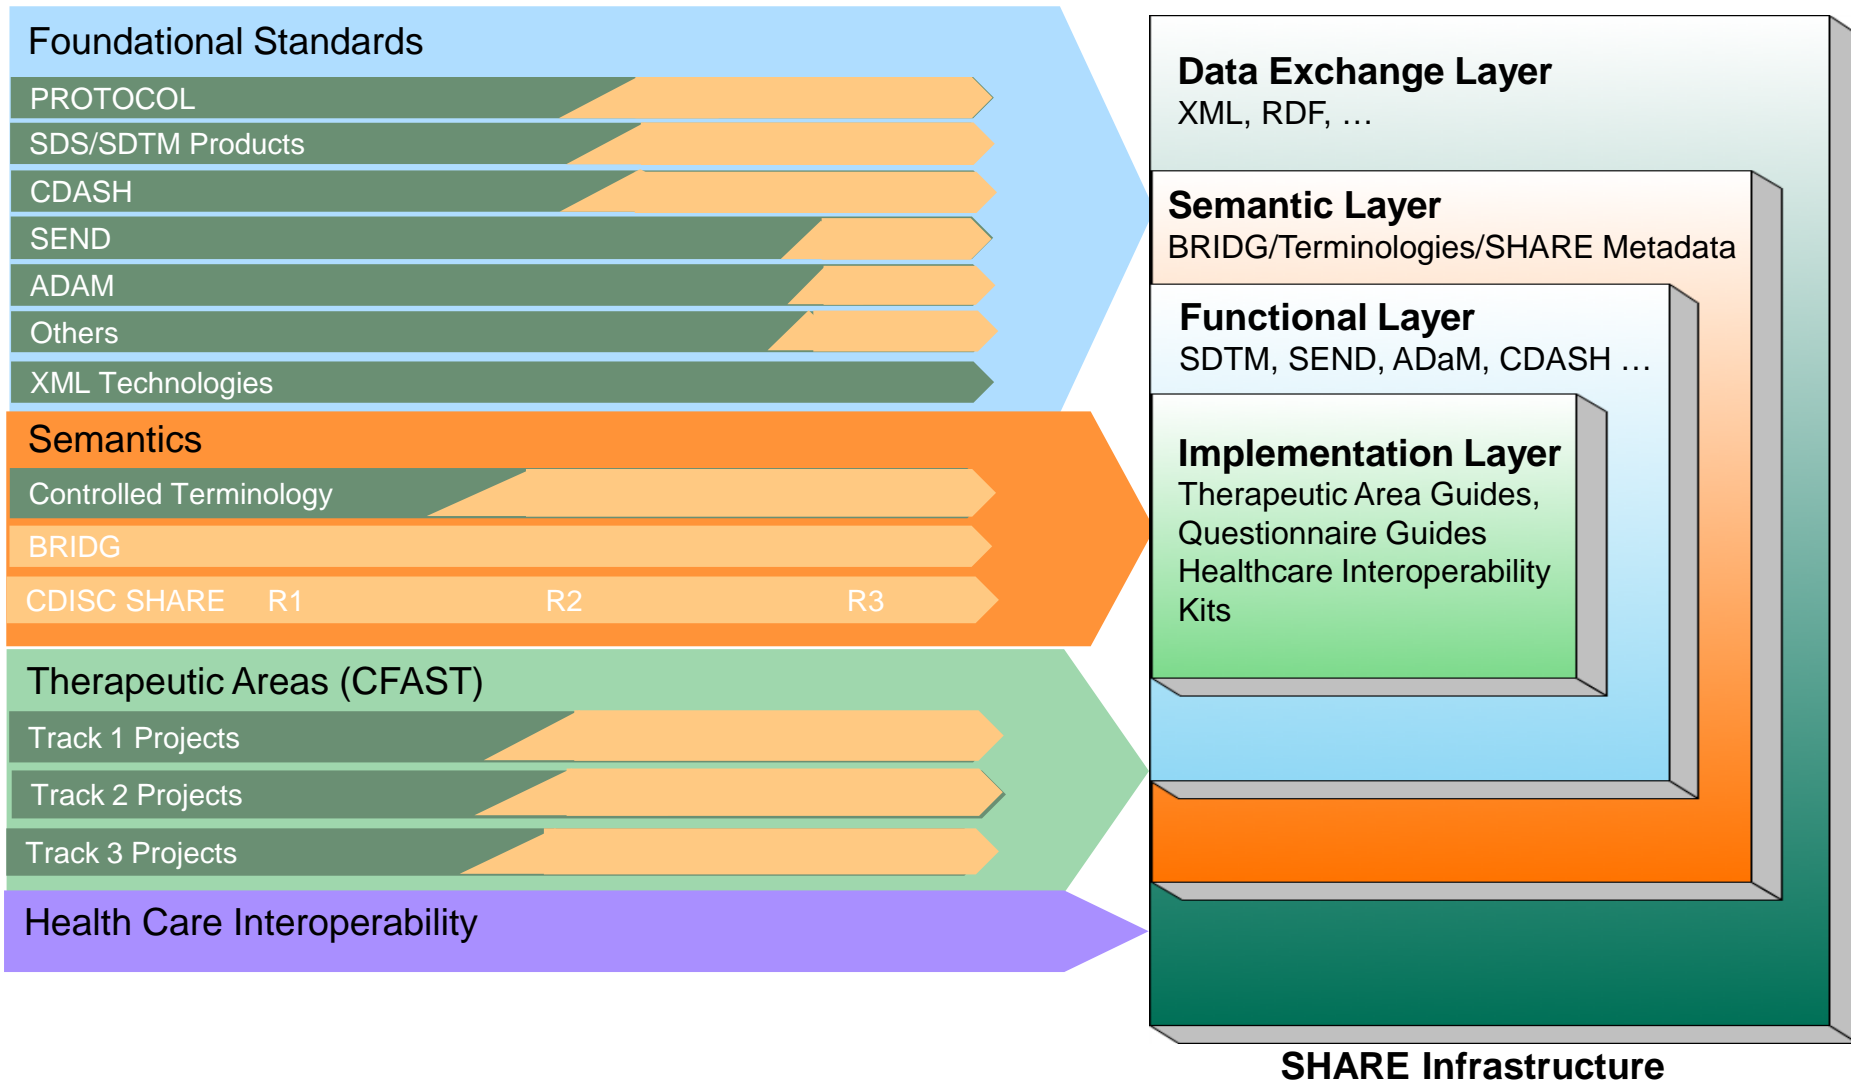 Foundational Standards
PROTOCOL
SDS/SDTM Products
CDASH
SEND
ADAM
Others
XML Technologies
Semantics
Controlled Terminology
BRIDG
CDISC SHARE R1 R2 R3
Therapeutic Areas (CFAST)
Track 1 Projects
Track 2 Projects
Track 3 Projects
Health Care Interoperability
Data Exchange Layer
XML, RDF, …
Semantic Layer
BRIDG/Terminologies/SHARE Metadata
Functional Layer
SDTM, SEND, ADaM, CDASH …
Implementation Layer
Therapeutic Area Guides,
Questionnaire Guides
Healthcare Interoperability
Kits
SHARE Infrastructure